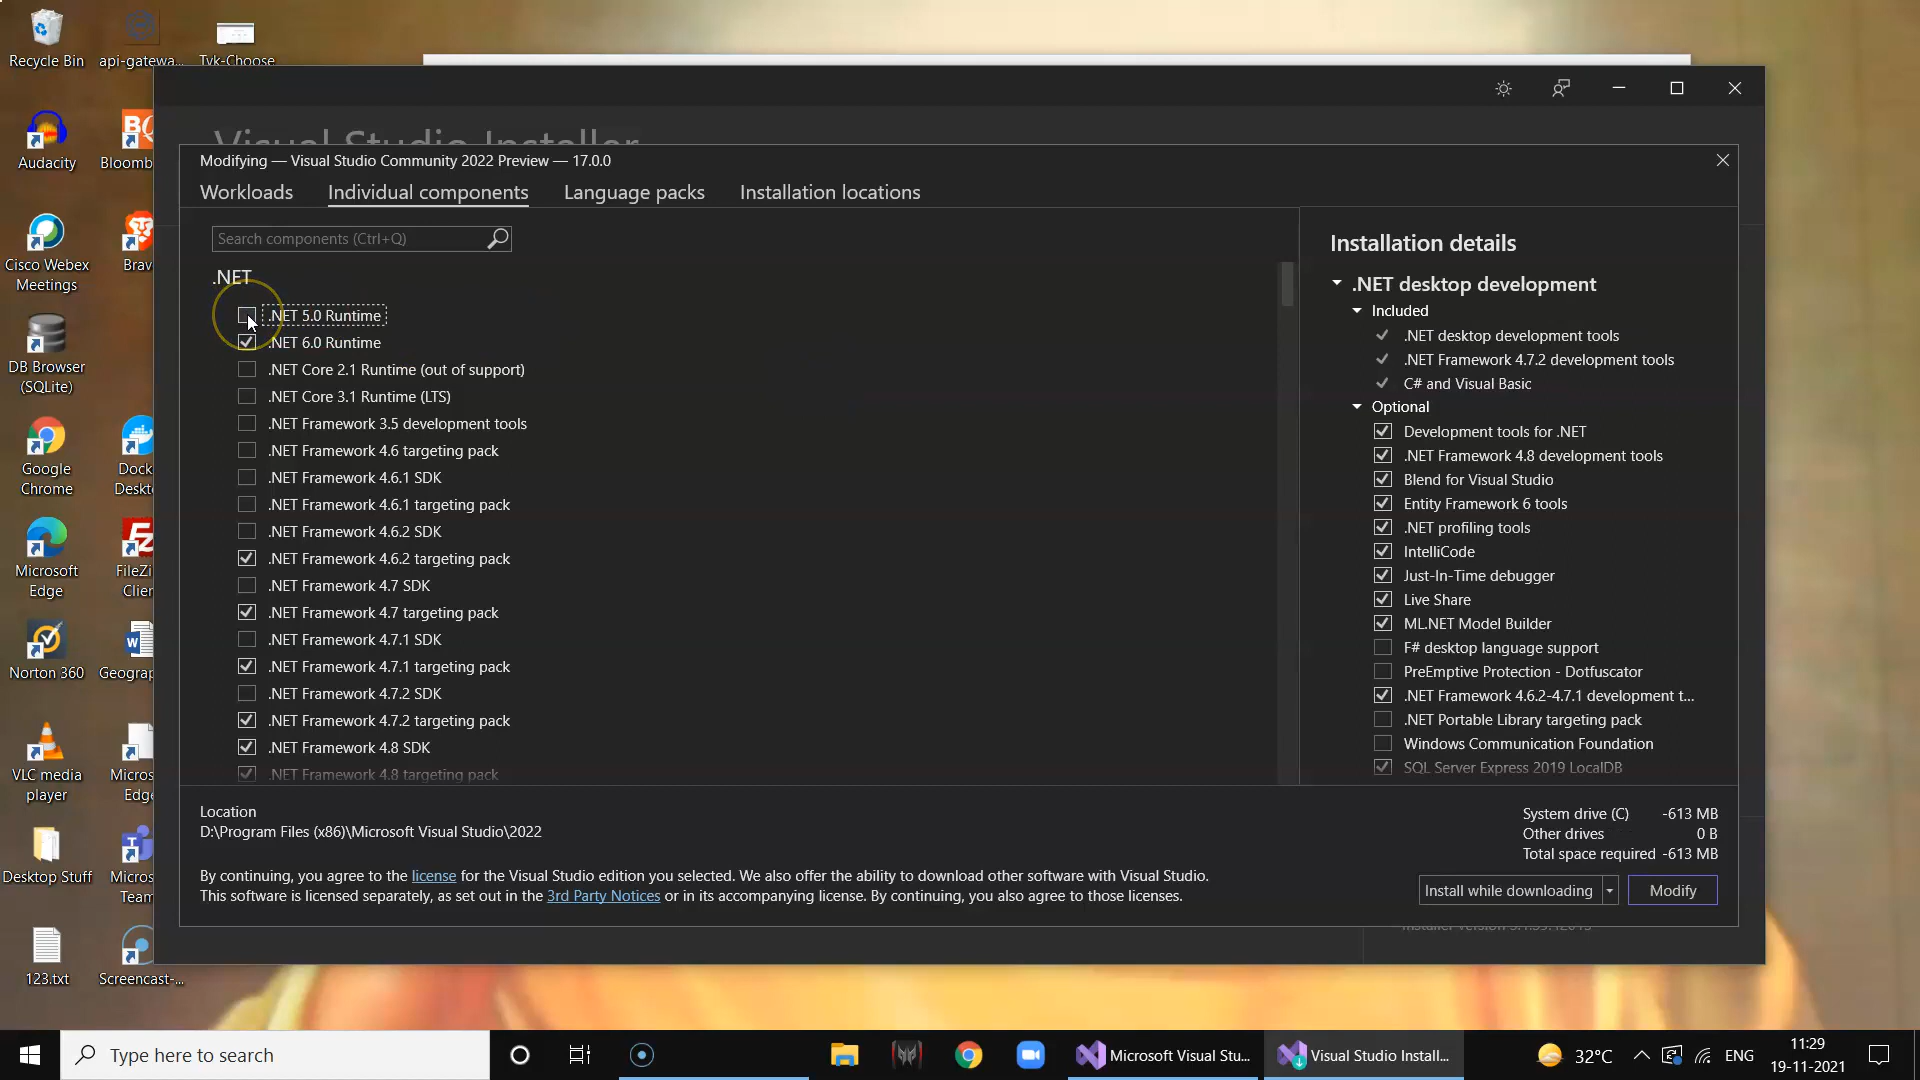 Recycle Bin
api-gatewa...
Tyk-Choose
Audacity
Bloomb
Cisco Webex
Meetings
Brav
DB Browser
(SQLite)
Google
Chrome
Dock
Deskt
Microsoft
Edge
FileZi
Clier
Norton 360
Geograp
VLC media
player
Micros
Edge
Desktop Stuff
Micros
Team
123.txt
Screencast-...
Visual Studio Installer
Modifying — Visual Studio Community 2022 Preview — 17.0.0
Workloads
Individual components
Language packs
Installation locations
Search components (Ctrl+Q)
.NET
.NET 5.0 Runtime
.NET 6.0 Runtime
.NET Core 2.1 Runtime (out of support)
.NET Core 3.1 Runtime (LTS)
.NET Framework 3.5 development tools
.NET Framework 4.6 targeting pack
.NET Framework 4.6.1 SDK
.NET Framework 4.6.1 targeting pack
.NET Framework 4.6.2 SDK
.NET Framework 4.6.2 targeting pack
.NET Framework 4.7 SDK
.NET Framework 4.7 targeting pack
.NET Framework 4.7.1 SDK
.NET Framework 4.7.1 targeting pack
.NET Framework 4.7.2 SDK
.NET Framework 4.7.2 targeting pack
.NET Framework 4.8 SDK
.NET Framework 4.8 targeting pack
Installation details
.NET desktop development
Included
.NET desktop development tools
.NET Framework 4.7.2 development tools
C# and Visual Basic
Optional
Development tools for .NET
.NET Framework 4.8 development tools
Blend for Visual Studio
Entity Framework 6 tools
.NET profiling tools
IntelliCode
Just-In-Time debugger
Live Share
ML.NET Model Builder
F# desktop language support
PreEmptive Protection - Dotfuscator
.NET Framework 4.6.2-4.7.1 development t...
.NET Portable Library targeting pack
Windows Communication Foundation
SQL Server Express 2019 LocalDB
Location
D:\Program Files (x86)\Microsoft Visual Studio\2022
System drive (C) -613 MB
Other drives 0 B
Total space required -613 MB
By continuing, you agree to the license for the Visual Studio edition you selected. We also offer the ability to download other software with Visual Studio.
This software is licensed separately, as set out in the 3rd Party Notices or in its accompanying license. By continuing, you also agree to those licenses.
Install while downloading
Modify
Type here to search
Microsoft Visual Stu...
Visual Studio Install...
32°C
ENG
11:29
19-11-2021